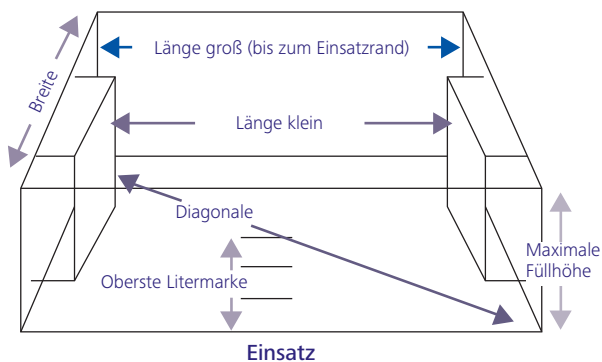 Länge groß (bis zum Einsatzrand)
Breite
Länge klein
Diagonale
Maximale
Füllhöhe
Oberste Litermarke
Einsatz